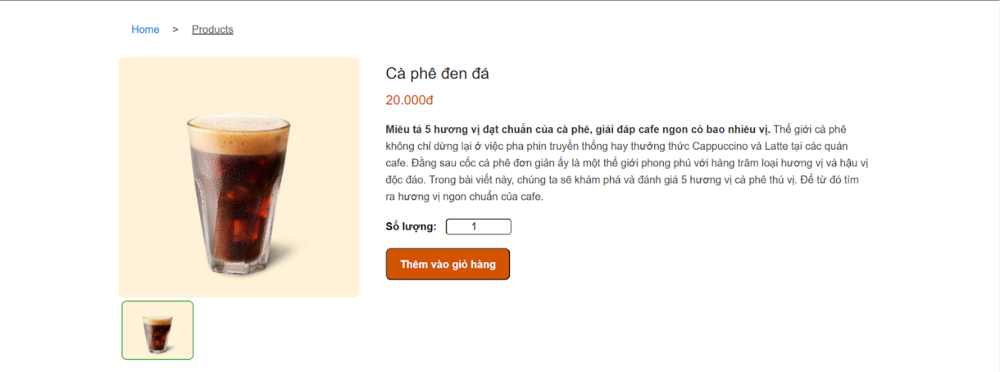 Home > Products
Cà phê đen đá
20.000đ
Miêu tả 5 hương vị đạt chuẩn của cà phê, giải đáp cafe ngon có bao nhiêu vị. Thế giới cà phê
không chỉ dừng lại ở việc pha phin truyền thống hay thưởng thức Cappuccino và Latte tại các quán
cafe. Đằng sau cốc cà phê đơn giản ấy là một thế giới phong phú với hàng trăm loại hương vị và hậu vị
độc đáo. Trong bài viết này, chúng ta sẽ khám phá và đánh giá 5 hương vị cà phê thú vị. Để từ đó tìm
ra hương vị ngon chuẩn của cafe.
Số lượng: 1
Thêm vào giỏ hàng